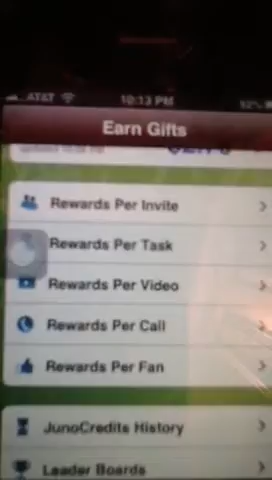 AT&T 10:13 PM 92%
Earn Gifts
Rewards Per Invite
Rewards Per Task
Rewards Per Video
Rewards Per Call
Rewards Per Fan
JunoCredits History
Leader Boards